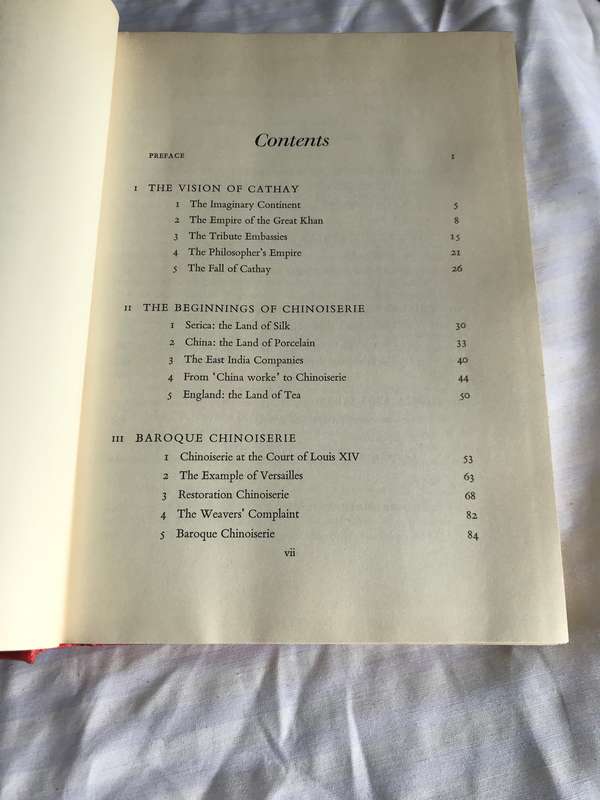 Contents
PREFACE 1
I THE VISION OF CATHAY
1 The Imaginary Continent 5
2 The Empire of the Great Khan 8
3 The Tribute Embassies 15
4 The Philosopher's Empire 21
5 The Fall of Cathay 26
II THE BEGINNINGS OF CHINOISERIE
1 Serica: the Land of Silk 30
2 China: the Land of Porcelain 33
3 The East India Companies 40
4 From 'China worke' to Chinoiserie 44
5 England: the Land of Tea 50
III BAROQUE CHINOISERIE
1 Chinoiserie at the Court of Louis XIV 53
2 The Example of Versailles 63
3 Restoration Chinoiserie 68
4 The Weavers' Complaint 82
5 Baroque Chinoiserie 84
vii